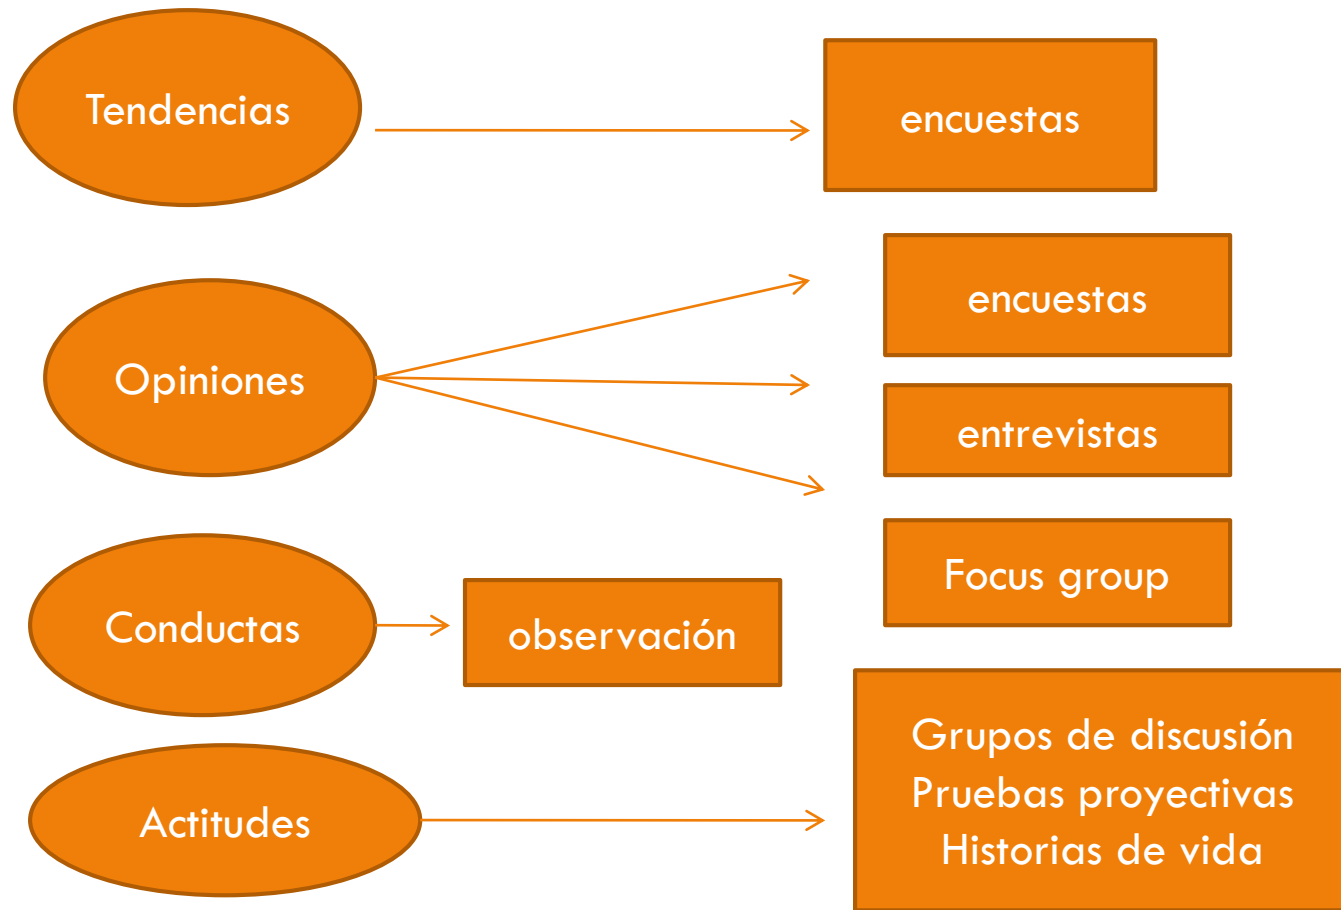 Tendencias
encuestas
Opiniones
encuestas
entrevistas
Focus group
Conductas
observación
Actitudes
Grupos de discusión
Pruebas proyectivas
Historias de vida